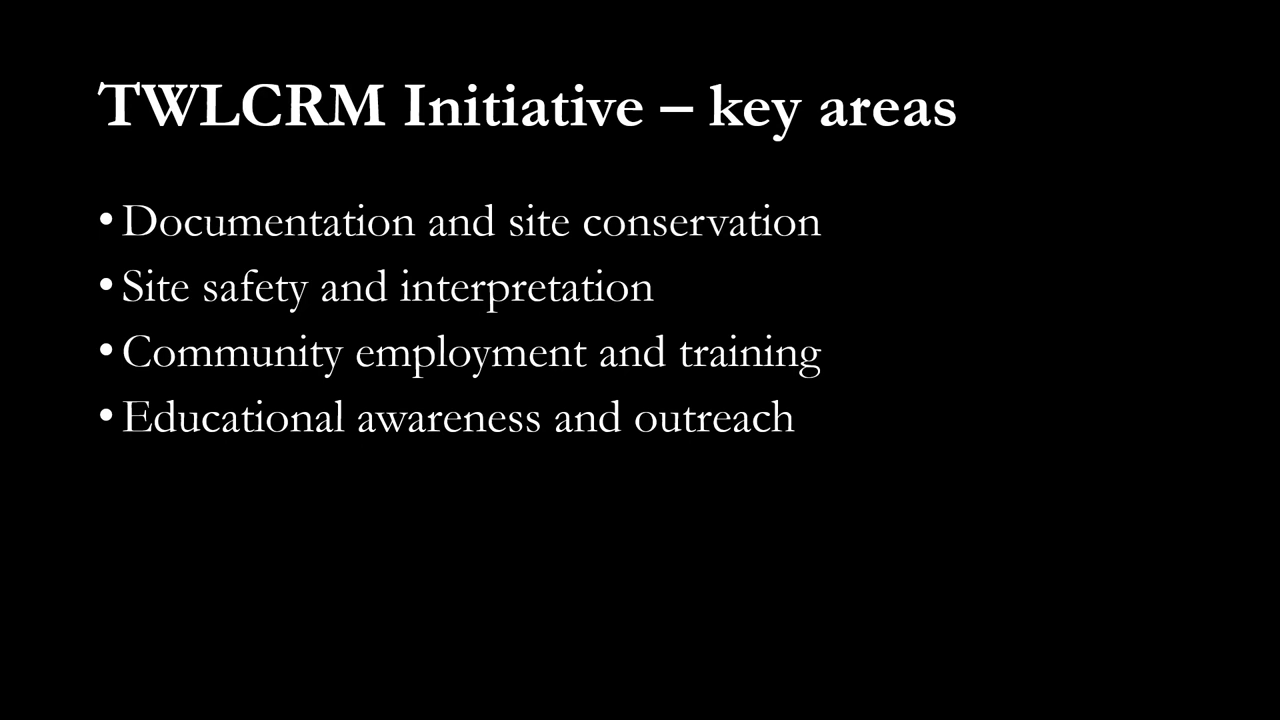 TWLCRM Initiative – key areas
• Documentation and site conservation
• Site safety and interpretation
• Community employment and training
• Educational awareness and outreach